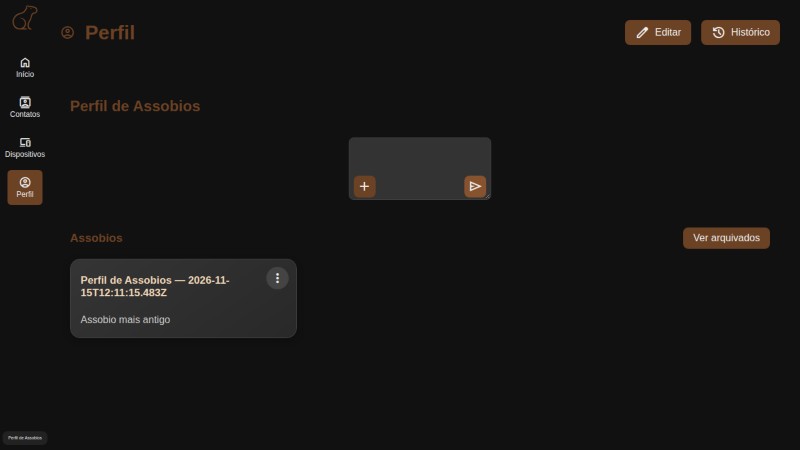 Perfil
Editar
Histórico
Início
Contatos
Dispositivos
Perfil
Perfil de Assobios
Assobios
Ver arquivados
Perfil de Assobios — 2026-11-
15T12:11:15.483Z
Assobio mais antigo
Perfil de Assobios